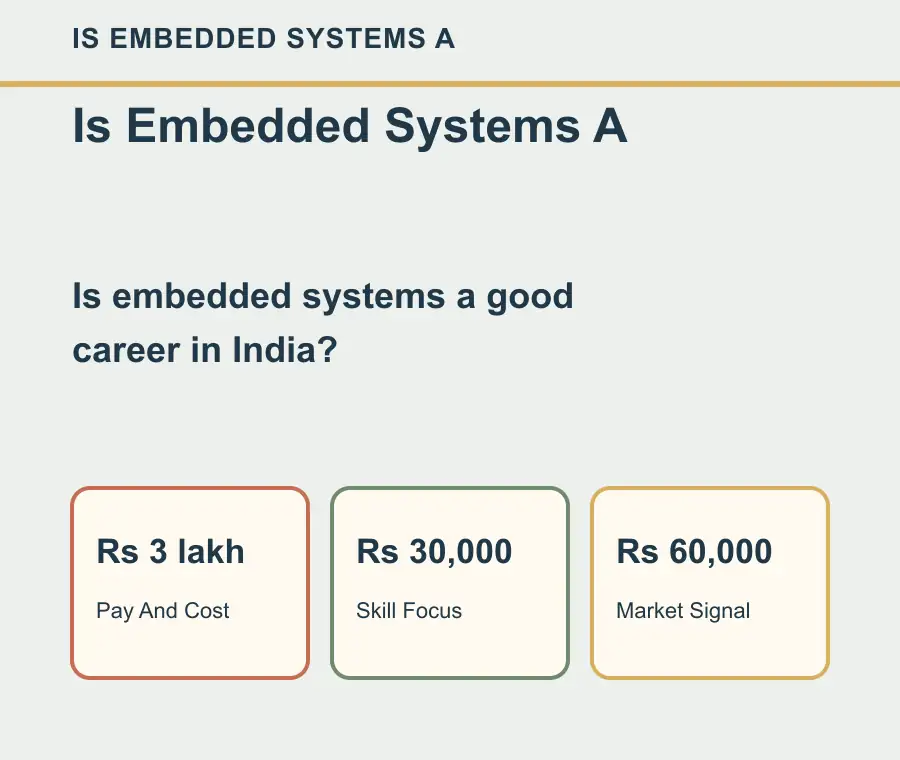 IS EMBEDDED SYSTEMS A
Is Embedded Systems A
Is embedded systems a good
career in India?
Rs 3 lakh
Pay And Cost
Rs 30,000
Skill Focus
Rs 60,000
Market Signal